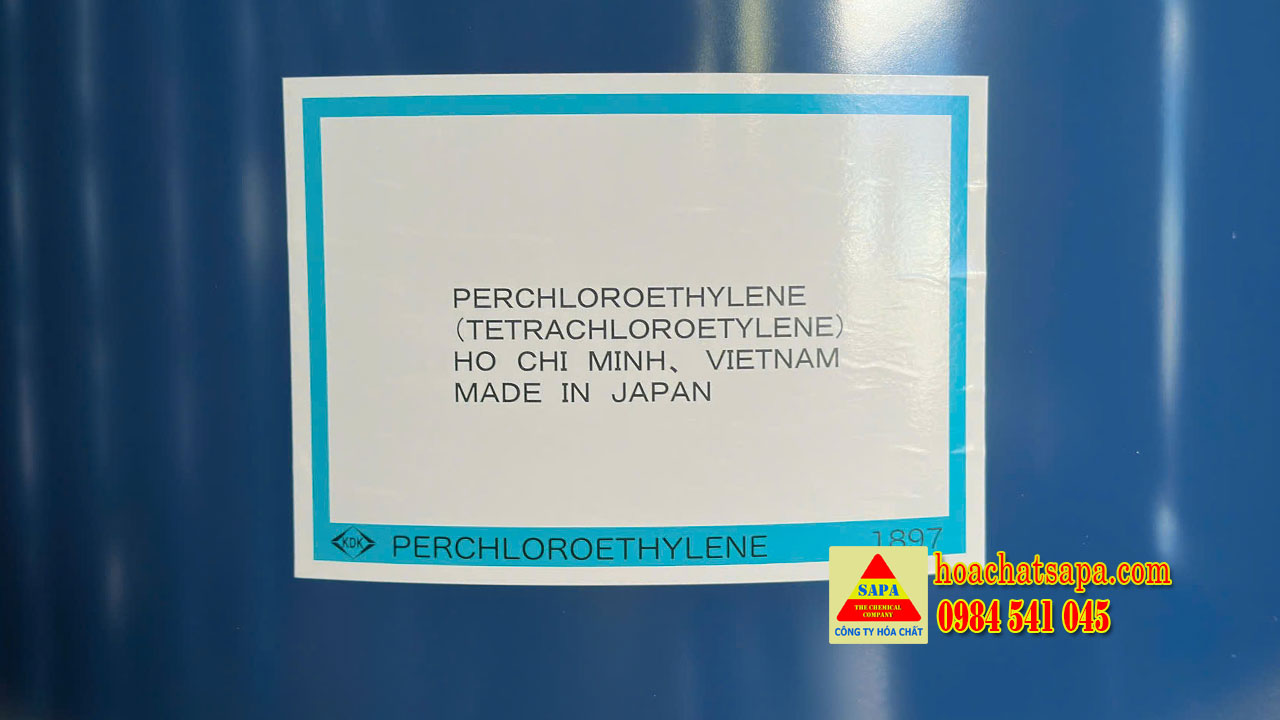 PERCHLOROETHYLENE
(TETRACHLOROETYLENE)
HO CHI MINH、VIETNAM
MADE IN JAPAN
KDK PERCHLOROETHYLENE 1897
SAPA
THE CHEMICAL
COMPANY
CÔNG TY HÓA CHẤT
hoachatsapa.com
0984 541 045